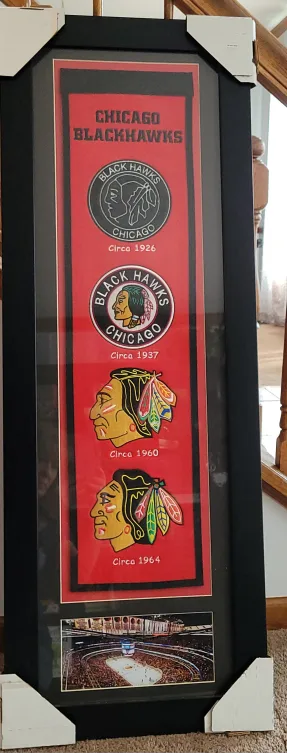 CHICAGO
BLACKHAWKS
BLACK HAWKS
CHICAGO
Circa 1926
BLACK HAWKS
CHICAGO
Circa 1937
Circa 1960
Circa 1964